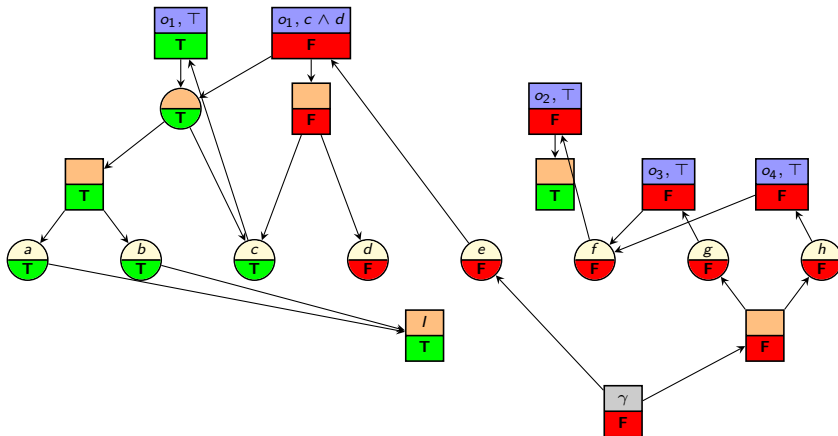 o₁, ⊤
T
o₁, c ∧ d
F
T
F
o₂, ⊤
F
T
T
o₃, ⊤
F
o₄, ⊤
F
a
T
b
T
c
T
d
F
e
F
f
F
g
F
h
F
I
T
F
γ
F